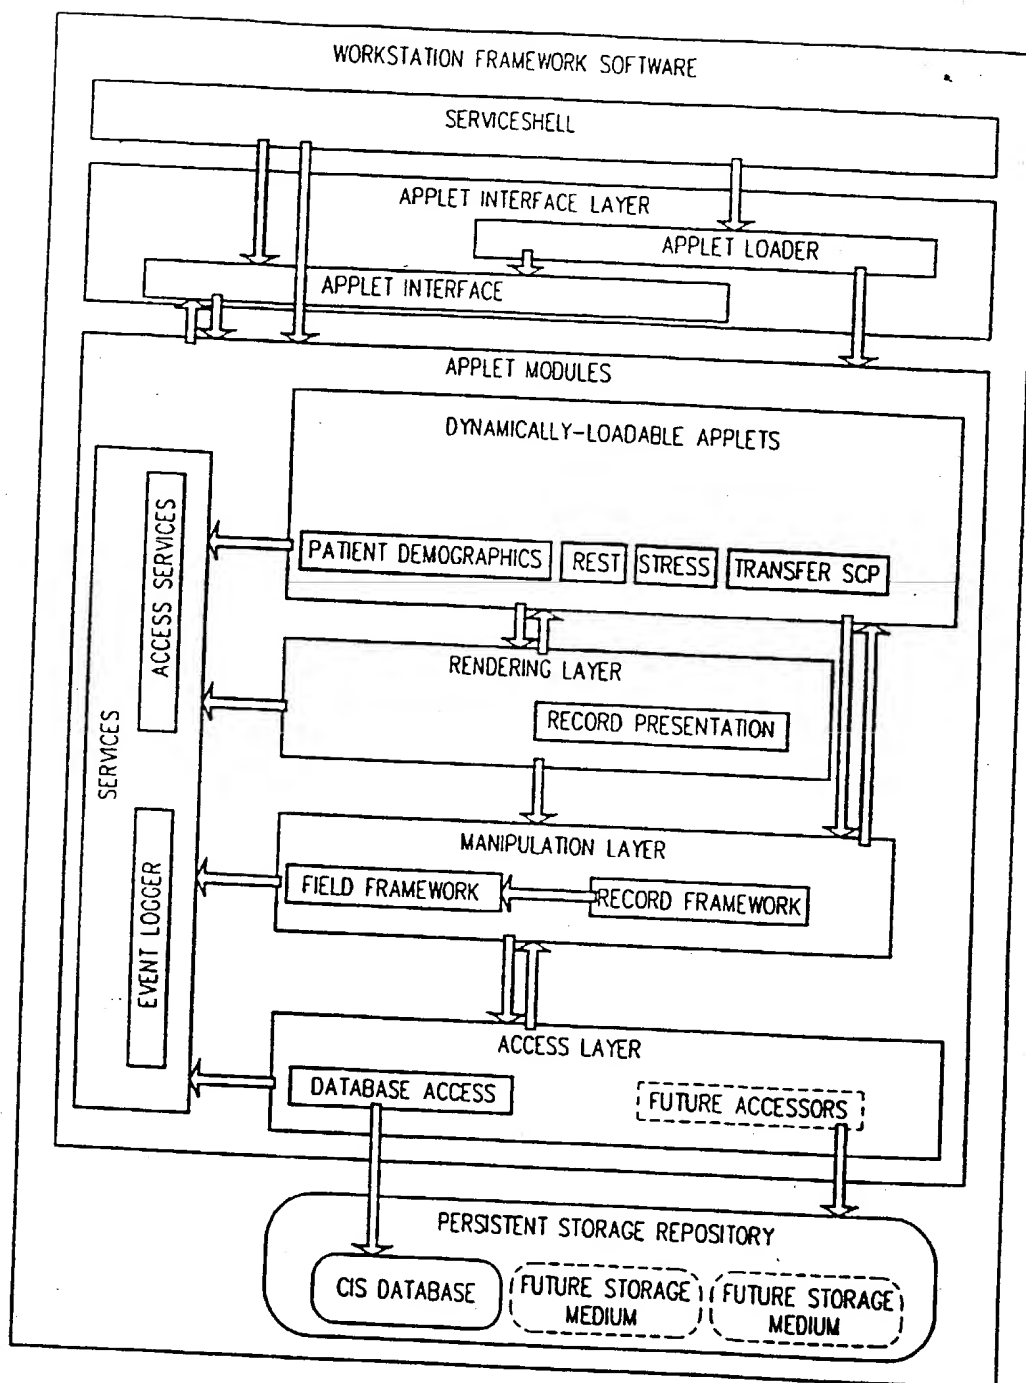 WORKSTATION FRAMEWORK SOFTWARE
SERVICESHELL
APPLET INTERFACE LAYER
APPLET LOADER
APPLET INTERFACE
APPLET MODULES
DYNAMICALLY-LOADABLE APPLETS
PATIENT DEMOGRAPHICS
REST
STRESS
TRANSFER SCP
SERVICES
ACCESS SERVICES
EVENT LOGGER
RENDERING LAYER
RECORD PRESENTATION
MANIPULATION LAYER
FIELD FRAMEWORK
RECORD FRAMEWORK
ACCESS LAYER
DATABASE ACCESS
FUTURE ACCESSORS
PERSISTENT STORAGE REPOSITORY
CIS DATABASE
FUTURE STORAGE
MEDIUM
FUTURE STORAGE
MEDIUM